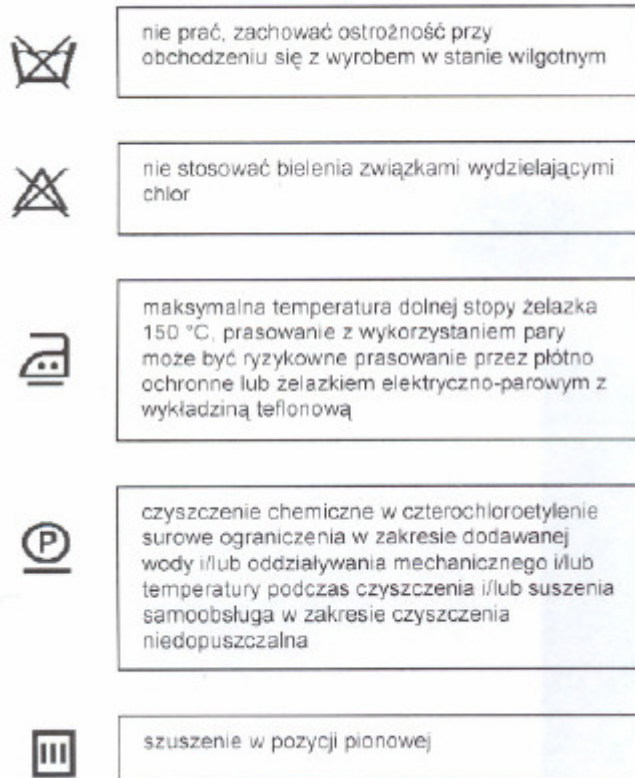 nie prać, zachować ostrożność przy
obchodzeniu się z wyrobem w stanie wilgotnym
nie stosować bielenia związkami wydzielającymi
chlor
maksymalna temperatura dolnej stopy żelazka
150 °C, prasowanie z wykorzystaniem pary
może być ryzykowne prasowanie przez płótno
ochronne lub żelazkiem elektryczno-parowym z
wykładziną teflonową
P
czyszczenie chemiczne w czterochloroetylenie
surowe ograniczenia w zakresie dodawanej
wody i/lub oddziaływania mechanicznego i/lub
temperatury podczas czyszczenia i/lub suszenia
samoobsługa w zakresie czyszczenia
niedopuszczalna
szuszenie w pozycji pionowej